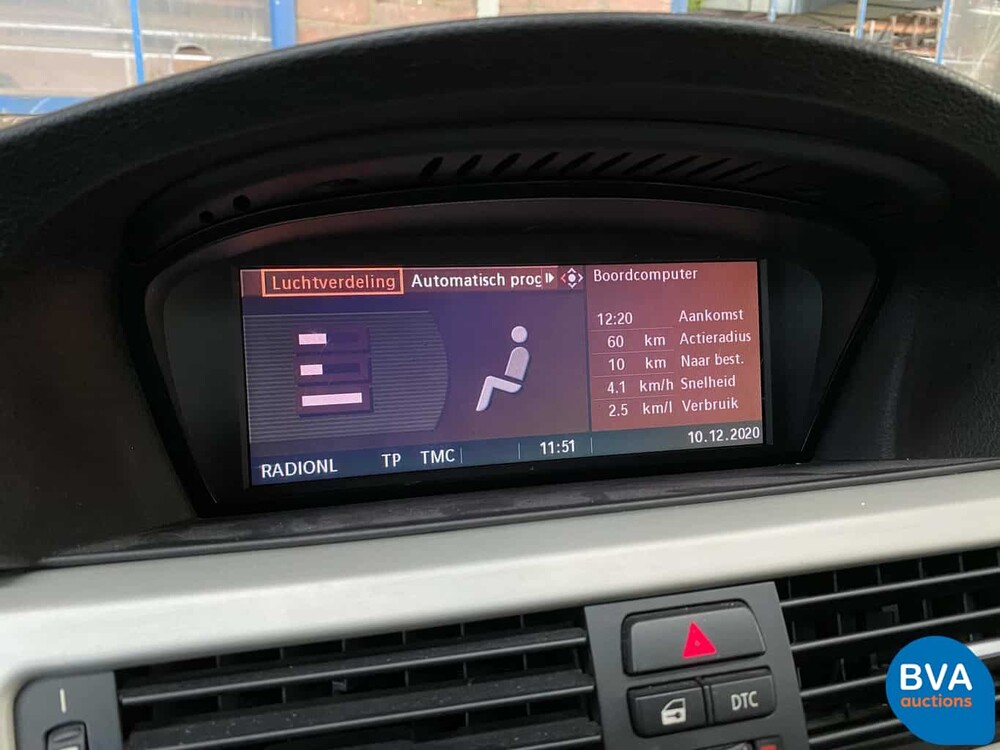 Luchtverdeling Automatisch prog
Boordcomputer
12:20 Aankomst
60 km Actieradius
10 km Naar best.
4.1 km/h Snelheid
2.5 km/l Verbruik
RADIONL TP TMC 11:51 10.12.2020
DTC
BVA
auctions